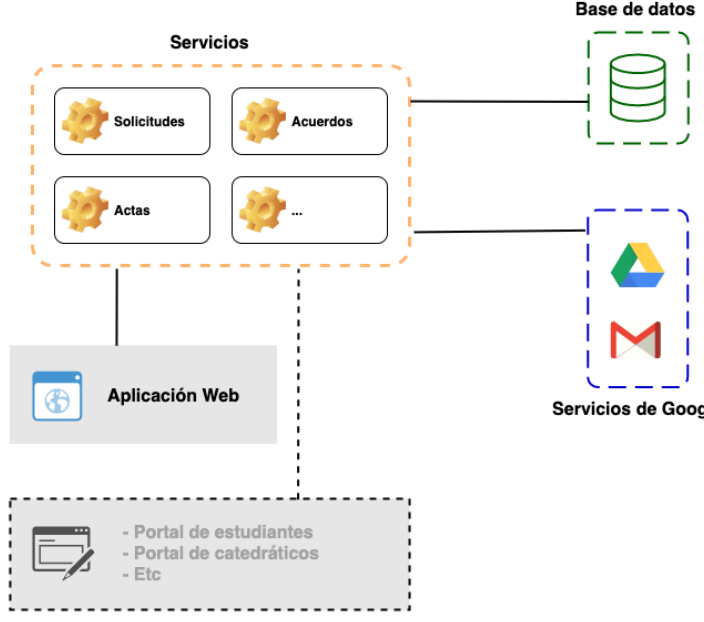 Base de datos
Servicios
Solicitudes
Acuerdos
Actas
...
Aplicación Web
Servicios de Goog
- Portal de estudiantes
- Portal de catedráticos
- Etc